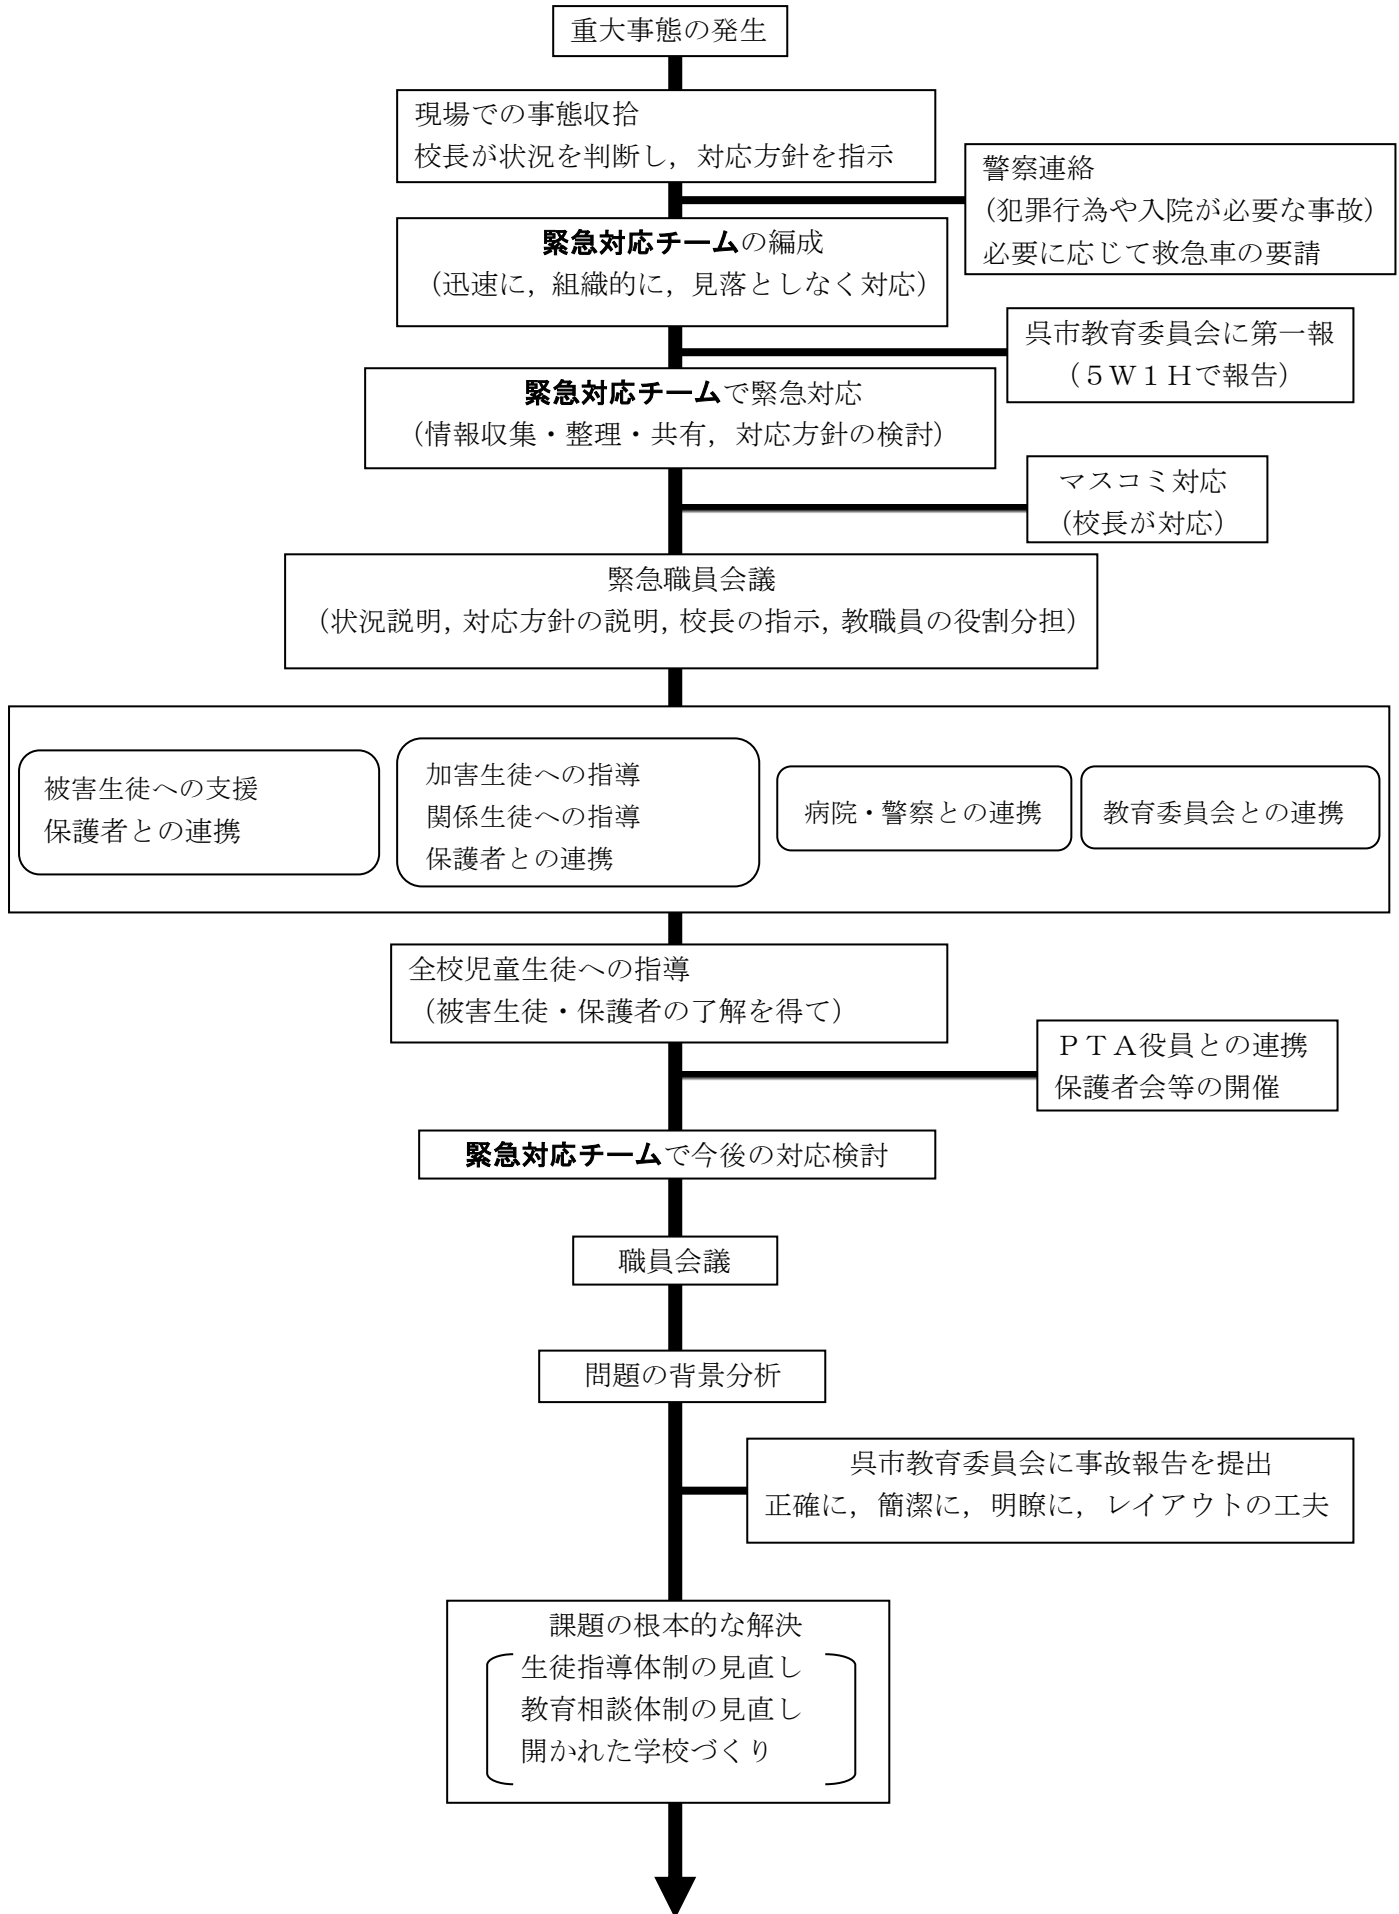 重大事態の発生
現場での事態収拾
校長が状況を判断し，対応方針を指示
警察連絡
（犯罪行為や入院が必要な事故）
必要に応じて救急車の要請
緊急対応チームの編成
（迅速に，組織的に，見落としなく対応）
呉市教育委員会に第一報
（５Ｗ１Ｈで報告）
緊急対応チームで緊急対応
（情報収集・整理・共有，対応方針の検討）
マスコミ対応
（校長が対応）
緊急職員会議
（状況説明，対応方針の説明，校長の指示，教職員の役割分担）
被害生徒への支援
保護者との連携
加害生徒への指導
関係生徒への指導
保護者との連携
病院・警察との連携
教育委員会との連携
全校児童生徒への指導
（被害生徒・保護者の了解を得て）
ＰＴＡ役員との連携
保護者会等の開催
緊急対応チームで今後の対応検討
職員会議
問題の背景分析
呉市教育委員会に事故報告を提出
正確に，簡潔に，明瞭に，レイアウトの工夫
課題の根本的な解決
生徒指導体制の見直し
教育相談体制の見直し
開かれた学校づくり